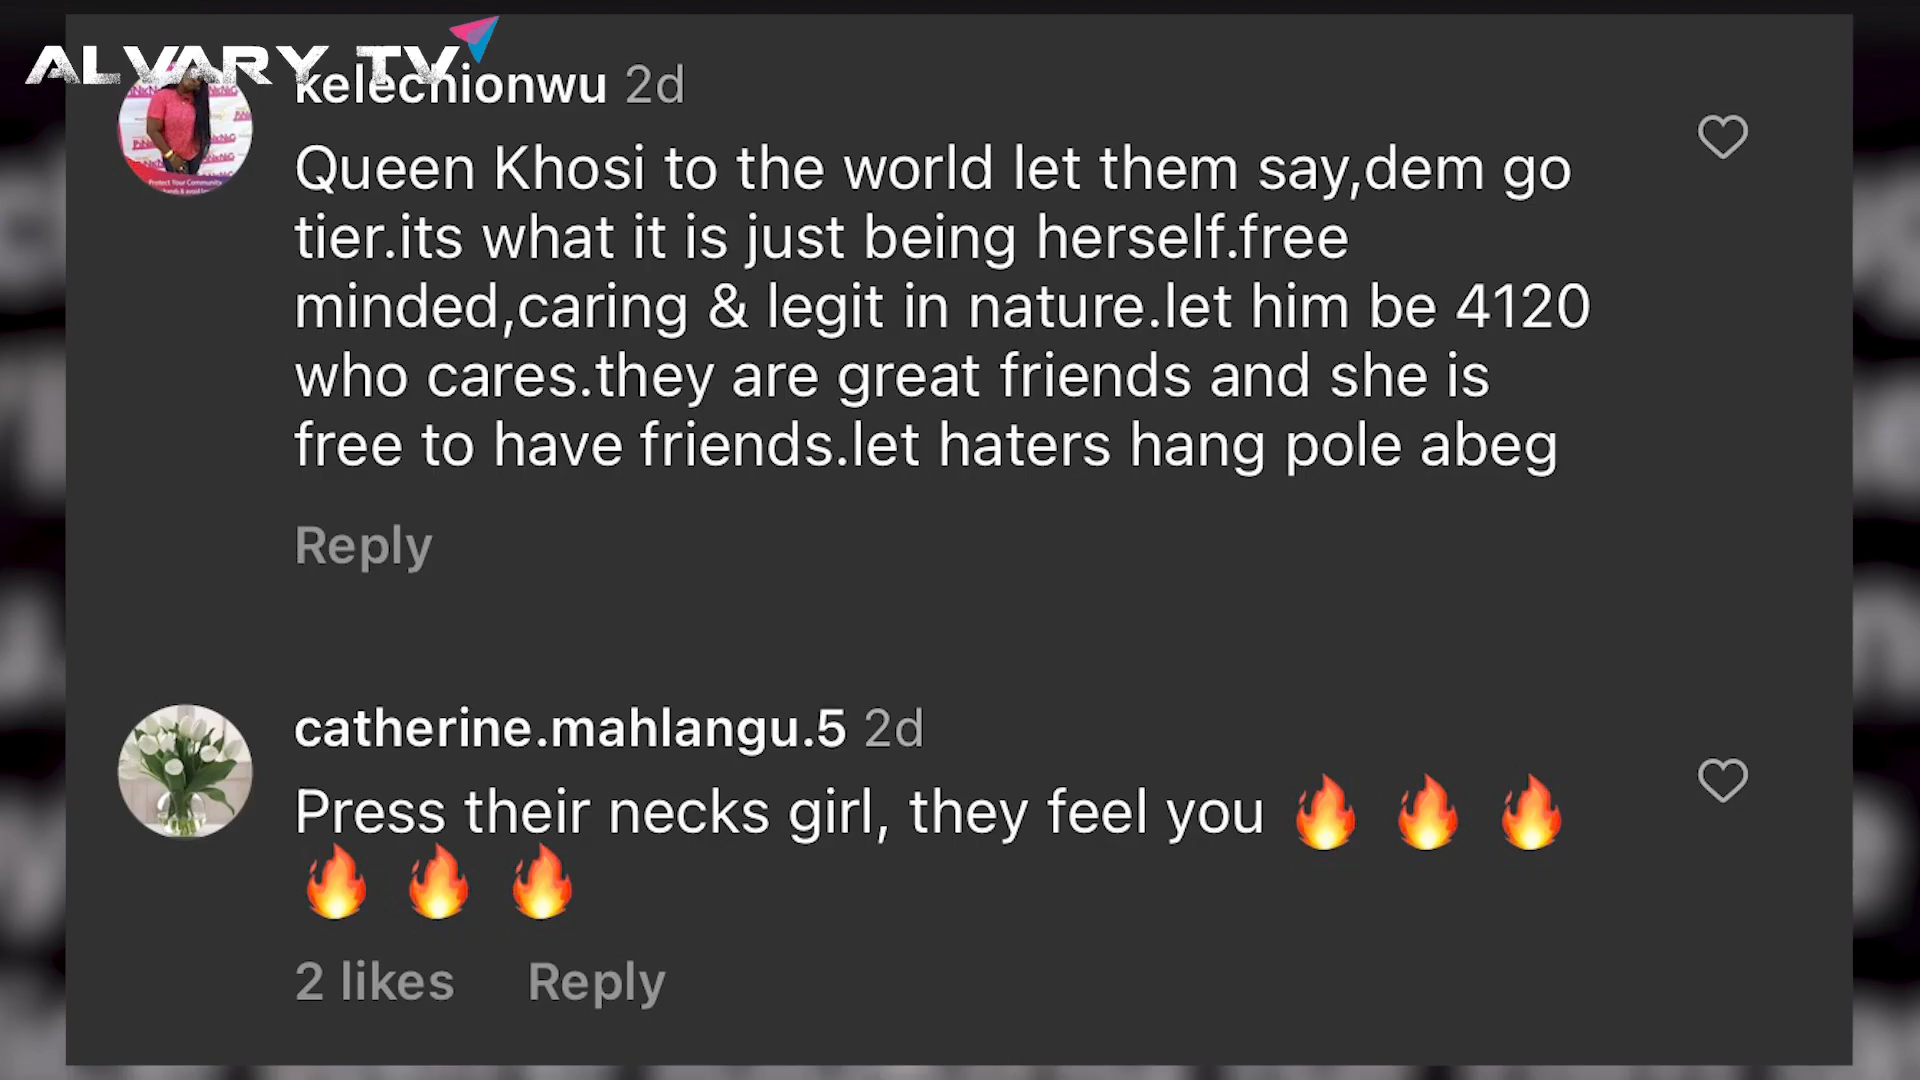 ALVARY TV
kelechionwu 2d
Queen Khosi to the world let them say,dem go
tier.its what it is just being herself.free
minded,caring & legit in nature.let him be 4120
who cares.they are great friends and she is
free to have friends.let haters hang pole abeg
Reply
catherine.mahlangu.5 2d
Press their necks girl, they feel you 🔥 🔥 🔥
🔥 🔥 🔥
2 likes Reply